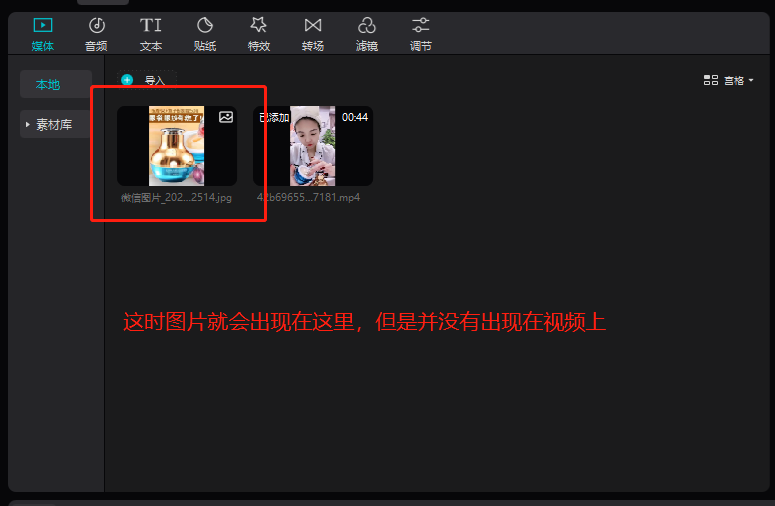 媒体 音频 文本 贴纸 特效 转场 滤镜 调节
本地
导入
宫格
素材库
已添加 00:44
微信图片_202...2514.jpg
42b69655...7181.mp4
这时图片就会出现在这里，但是并没有出现在视频上